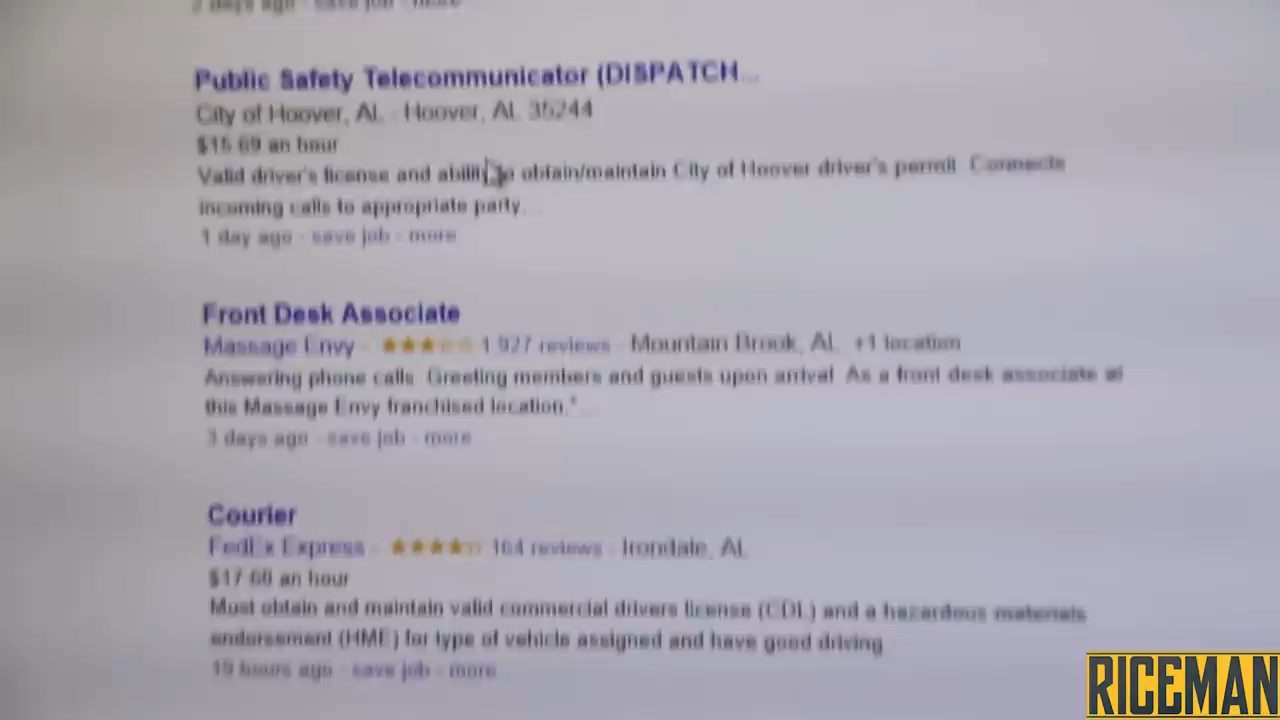 2 days ago - save job - more
Public Safety Telecommunicator (DISPATCH...
City of Hoover, AL - Hoover, AL 35244
$15.69 an hour
Valid driver's license and ability to obtain/maintain City of Hoover driver's permit. Connects
incoming calls to appropriate party...
1 day ago - save job - more
Front Desk Associate
Massage Envy - 1,927 reviews - Mountain Brook, AL +1 location
Answering phone calls. Greeting members and guests upon arrival. As a front desk associate at
this Massage Envy franchised location,"...
3 days ago - save job - more
Courier
FedEx Express - 164 reviews - Irondale, AL
an hour
Must obtain and maintain valid commercial drivers license (CDL) and a hazardous materials
endorsement (HME) for type of vehicle assigned and have good driving
19 hours ago - save job - more
RICEMAN